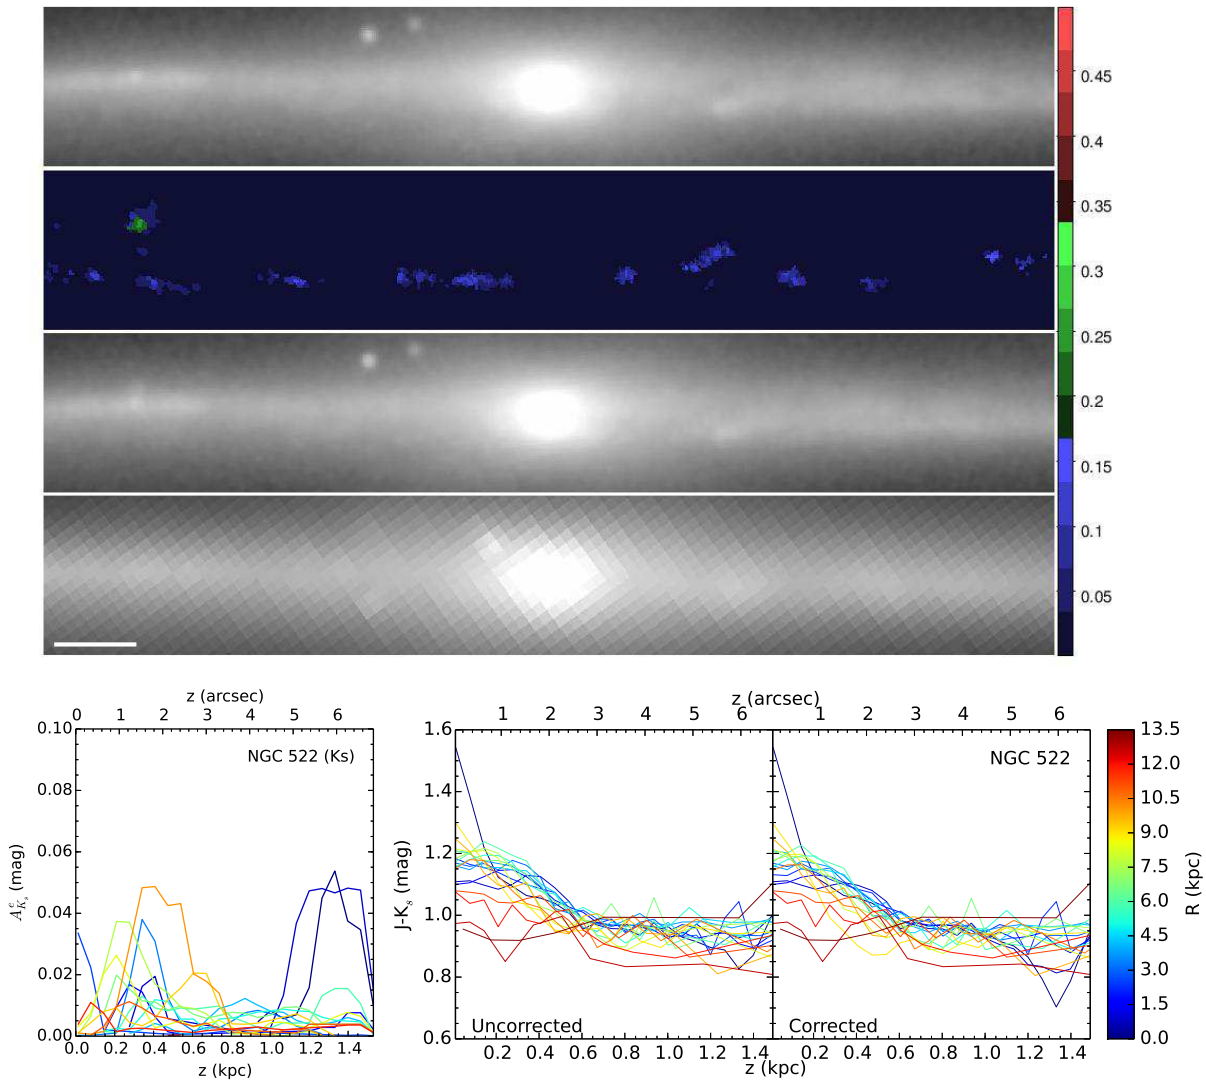 0.45
0.4
0.35
0.3
0.25
0.2
0.15
0.1
0.05
z (arcsec)
0 1 2 3 4 5 6
0.10
0.08
0.06
0.04
0.02
0.00
A^c_{K_s} (mag)
NGC 522 (Ks)
0.0 0.2 0.4 0.6 0.8 1.0 1.2 1.4
z (kpc)
z (arcsec)
1 2 3 4 5 6 1 2 3 4 5 6
1.6
1.4
1.2
1.0
0.8
0.6
J-K_s (mag)
NGC 522
Uncorrected
Corrected
0.2 0.4 0.6 0.8 1.0 1.2 1.4 0.2 0.4 0.6 0.8 1.0 1.2 1.4
z (kpc)
13.5
12.0
10.5
9.0
7.5
6.0
4.5
3.0
1.5
0.0
R (kpc)